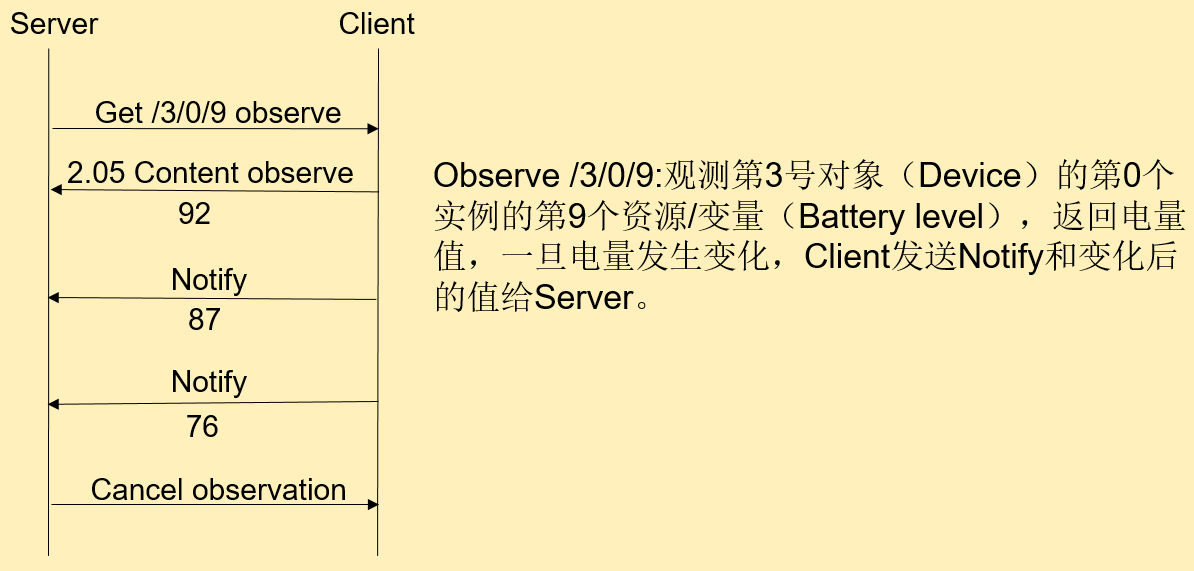 Server
Client
Get /3/0/9 observe
2.05 Content observe
92
Notify
87
Notify
76
Cancel observation
Observe /3/0/9:观测第3号对象（Device）的第0个
实例的第9个资源/变量（Battery level），返回电量
值，一旦电量发生变化，Client发送Notify和变化后
的值给Server。